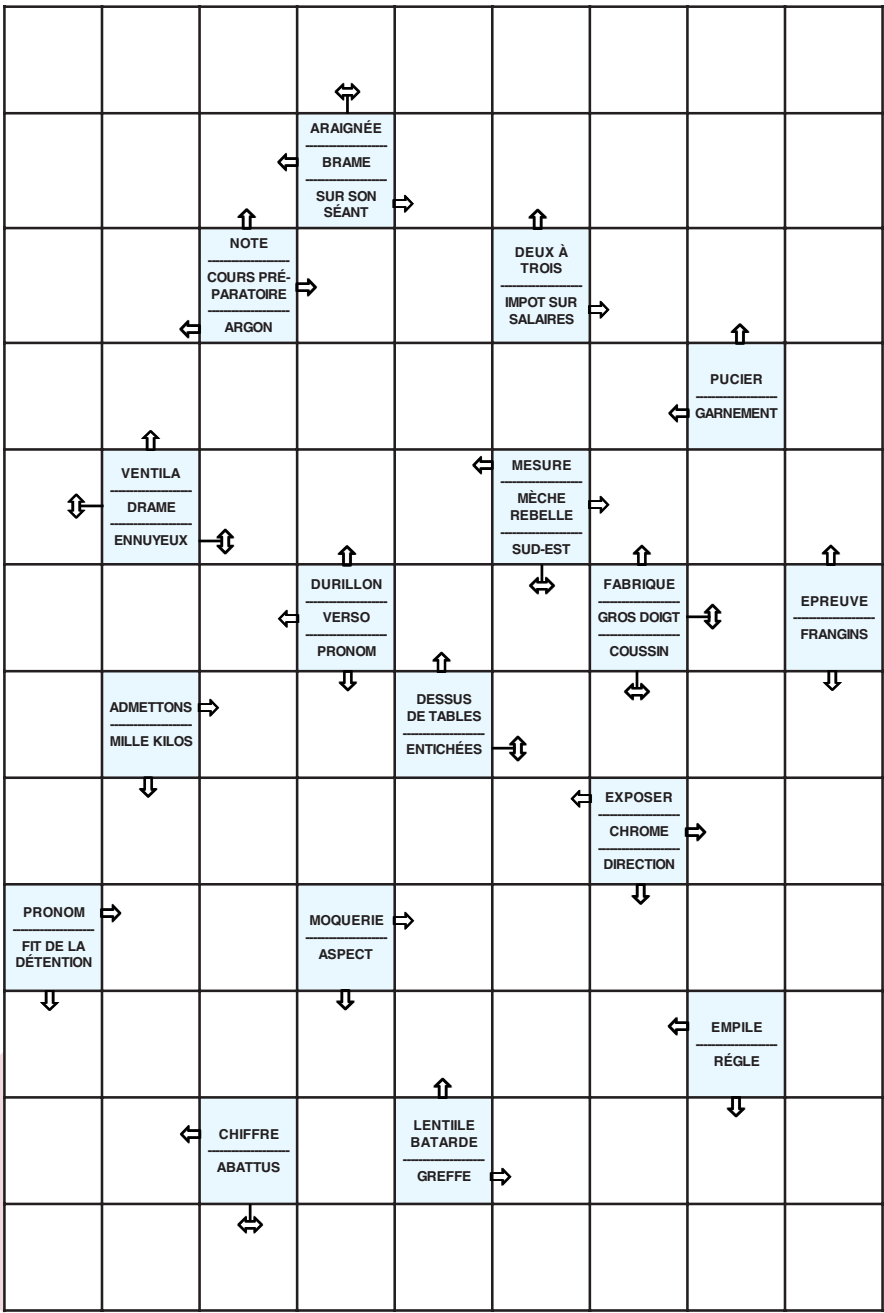 ARAIGNÉE
BRAME
SUR SON
SÉANT
NOTE
COURS PRÉ-
PARATOIRE
ARGON
DEUX À
TROIS
IMPOT SUR
SALAIRES
PUCIER
GARNEMENT
VENTILA
DRAME
ENNUYEUX
MESURE
MÈCHE
REBELLE
SUD-EST
DURILLON
VERSO
PRONOM
FABRIQUE
GROS DOIGT
COUSSIN
EPREUVE
FRANGINS
ADMETTONS
MILLE KILOS
DESSUS
DE TABLES
ENTICHÉES
EXPOSER
CHROME
DIRECTION
PRONOM
FIT DE LA
DÉTENTION
MOQUERIE
ASPECT
EMPILE
RÉGLE
CHIFFRE
ABATTUS
LENTIILE
BATARDE
GREFFE